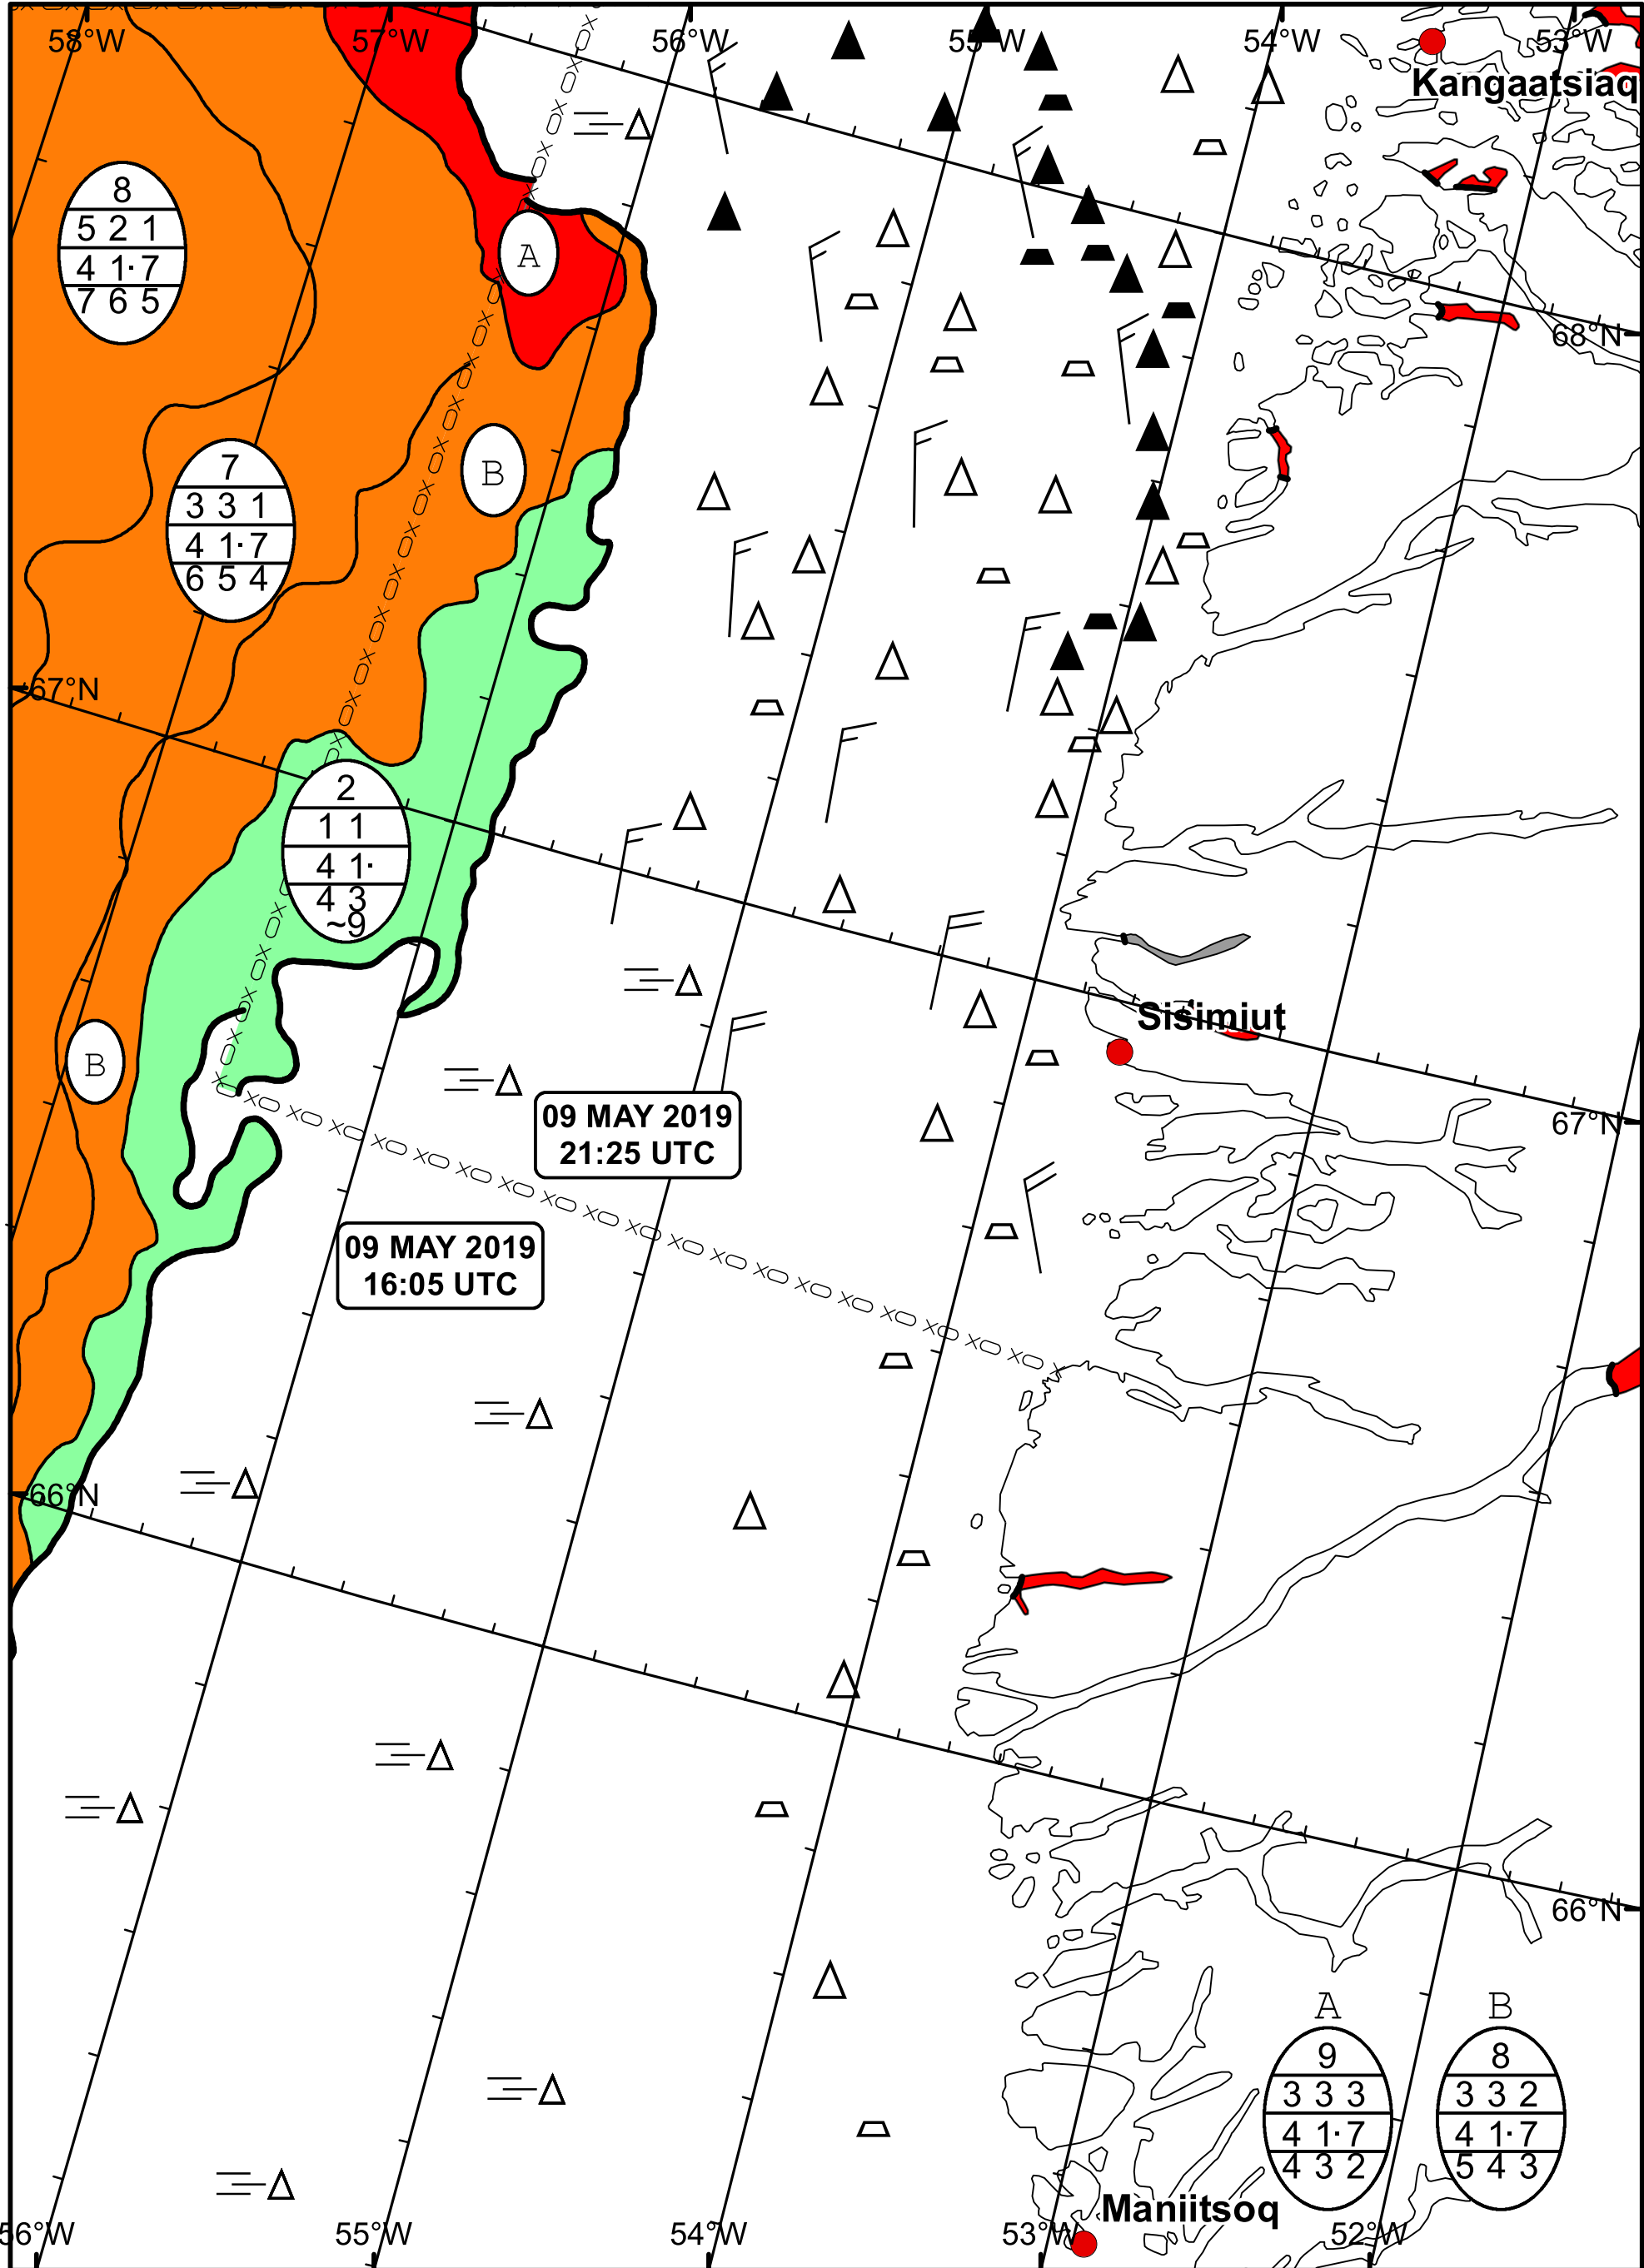 58°W
57°W
56°W
55°W
54°W
53°W
Kangaatsiaq
8
5 2 1
4 1· 7
7 6 5
A
68°N
B
7
3 3 1
4 1· 7
6 5 4
67°N
2
1 1
4 1·
4 3
~9
Sisimiut
B
09 MAY 2019
21:25 UTC
67°N
09 MAY 2019
16:05 UTC
66°N
66°N
A
B
9
3 3 3
4 1· 7
4 3 2
8
3 3 2
4 1· 7
5 4 3
Maniitsoq
56°W
55°W
54°W
53°W
52°W